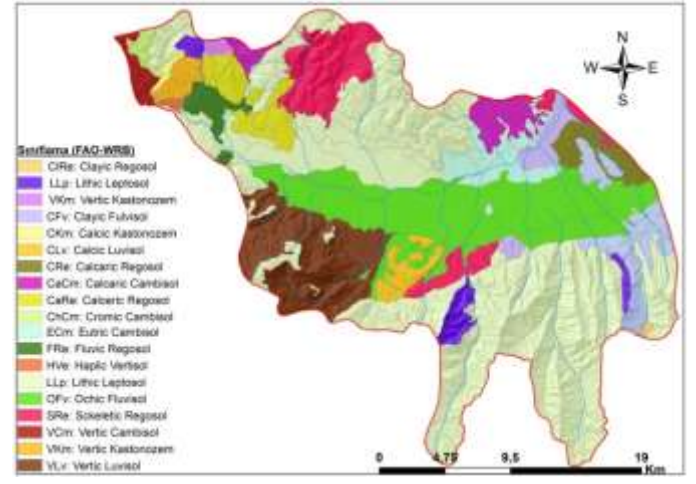 N
W E
S
Sınıflama (FAO-WRB)
ClRe: Clayic Regosol
LLp: Lithic Leptosol
VKm: Vertic Kastonozem
CFv: Clayic Fulvisol
CKm: Calcic Kastonozem
CLv: Calcic Luvisol
CRe: Calcaric Regosol
CaCm: Calcaric Cambisol
CaRe: Calceric Regosol
ChCm: Cromic Cambisol
ECm: Eutric Cambisol
FRe: Fluvic Regosol
HVe: Haplic Vertisol
LLp: Lithic Leptosol
OFv: Ochic Fluvisol
SRe: Sckeletic Regosol
VCm: Vertic Cambisol
VKm: Vertic Kastonozem
VLv: Vertic Luvisol
0 4,75 9,5 19
Km